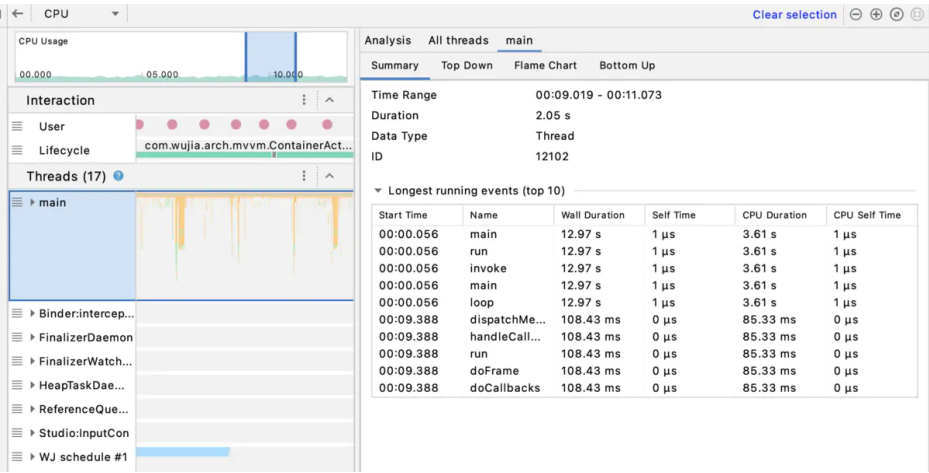 CPU
Clear selection
CPU Usage
00.000
05.000
10.000
Interaction
User
Lifecycle
com.wujia.arch.mvvm.ContainerAct...
Threads (17)
main
Binder:intercep...
FinalizerDaemon
FinalizerWatch...
HeapTaskDae...
ReferenceQue...
Studio:InputCon
WJ schedule #1
Analysis All threads main
Summary Top Down Flame Chart Bottom Up
Time Range 00:09.019 - 00:11.073
Duration 2.05 s
Data Type Thread
ID 12102
Longest running events (top 10)
Start Time Name Wall Duration Self Time CPU Duration CPU Self Time
00:00.056 main 12.97 s 1 μs 3.61 s 1 μs
00:00.056 run 12.97 s 1 μs 3.61 s 1 μs
00:00.056 invoke 12.97 s 1 μs 3.61 s 1 μs
00:00.056 main 12.97 s 1 μs 3.61 s 1 μs
00:00.056 loop 12.97 s 1 μs 3.61 s 1 μs
00:09.388 dispatchMe... 108.43 ms 0 μs 85.33 ms 0 μs
00:09.388 handleCall... 108.43 ms 0 μs 85.33 ms 0 μs
00:09.388 run 108.43 ms 0 μs 85.33 ms 0 μs
00:09.388 doFrame 108.43 ms 0 μs 85.33 ms 0 μs
00:09.388 doCallbacks 108.43 ms 0 μs 85.33 ms 0 μs